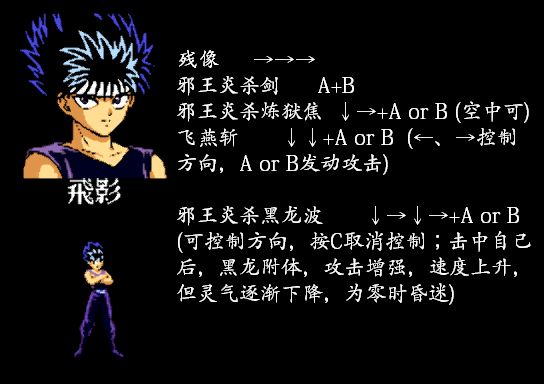 残像 →→→
邪王炎杀剑 A+B
邪王炎杀炼狱焦 ↓→+A or B (空中可)
飞燕斩 ↓↓+A or B (←、→控制
方向，A or B发动攻击)
飛影
邪王炎杀黑龙波 ↓→↓→+A or B
(可控制方向，按C取消控制；击中自己
后，黑龙附体，攻击增强，速度上升，
但灵气逐渐下降，为零时昏迷)